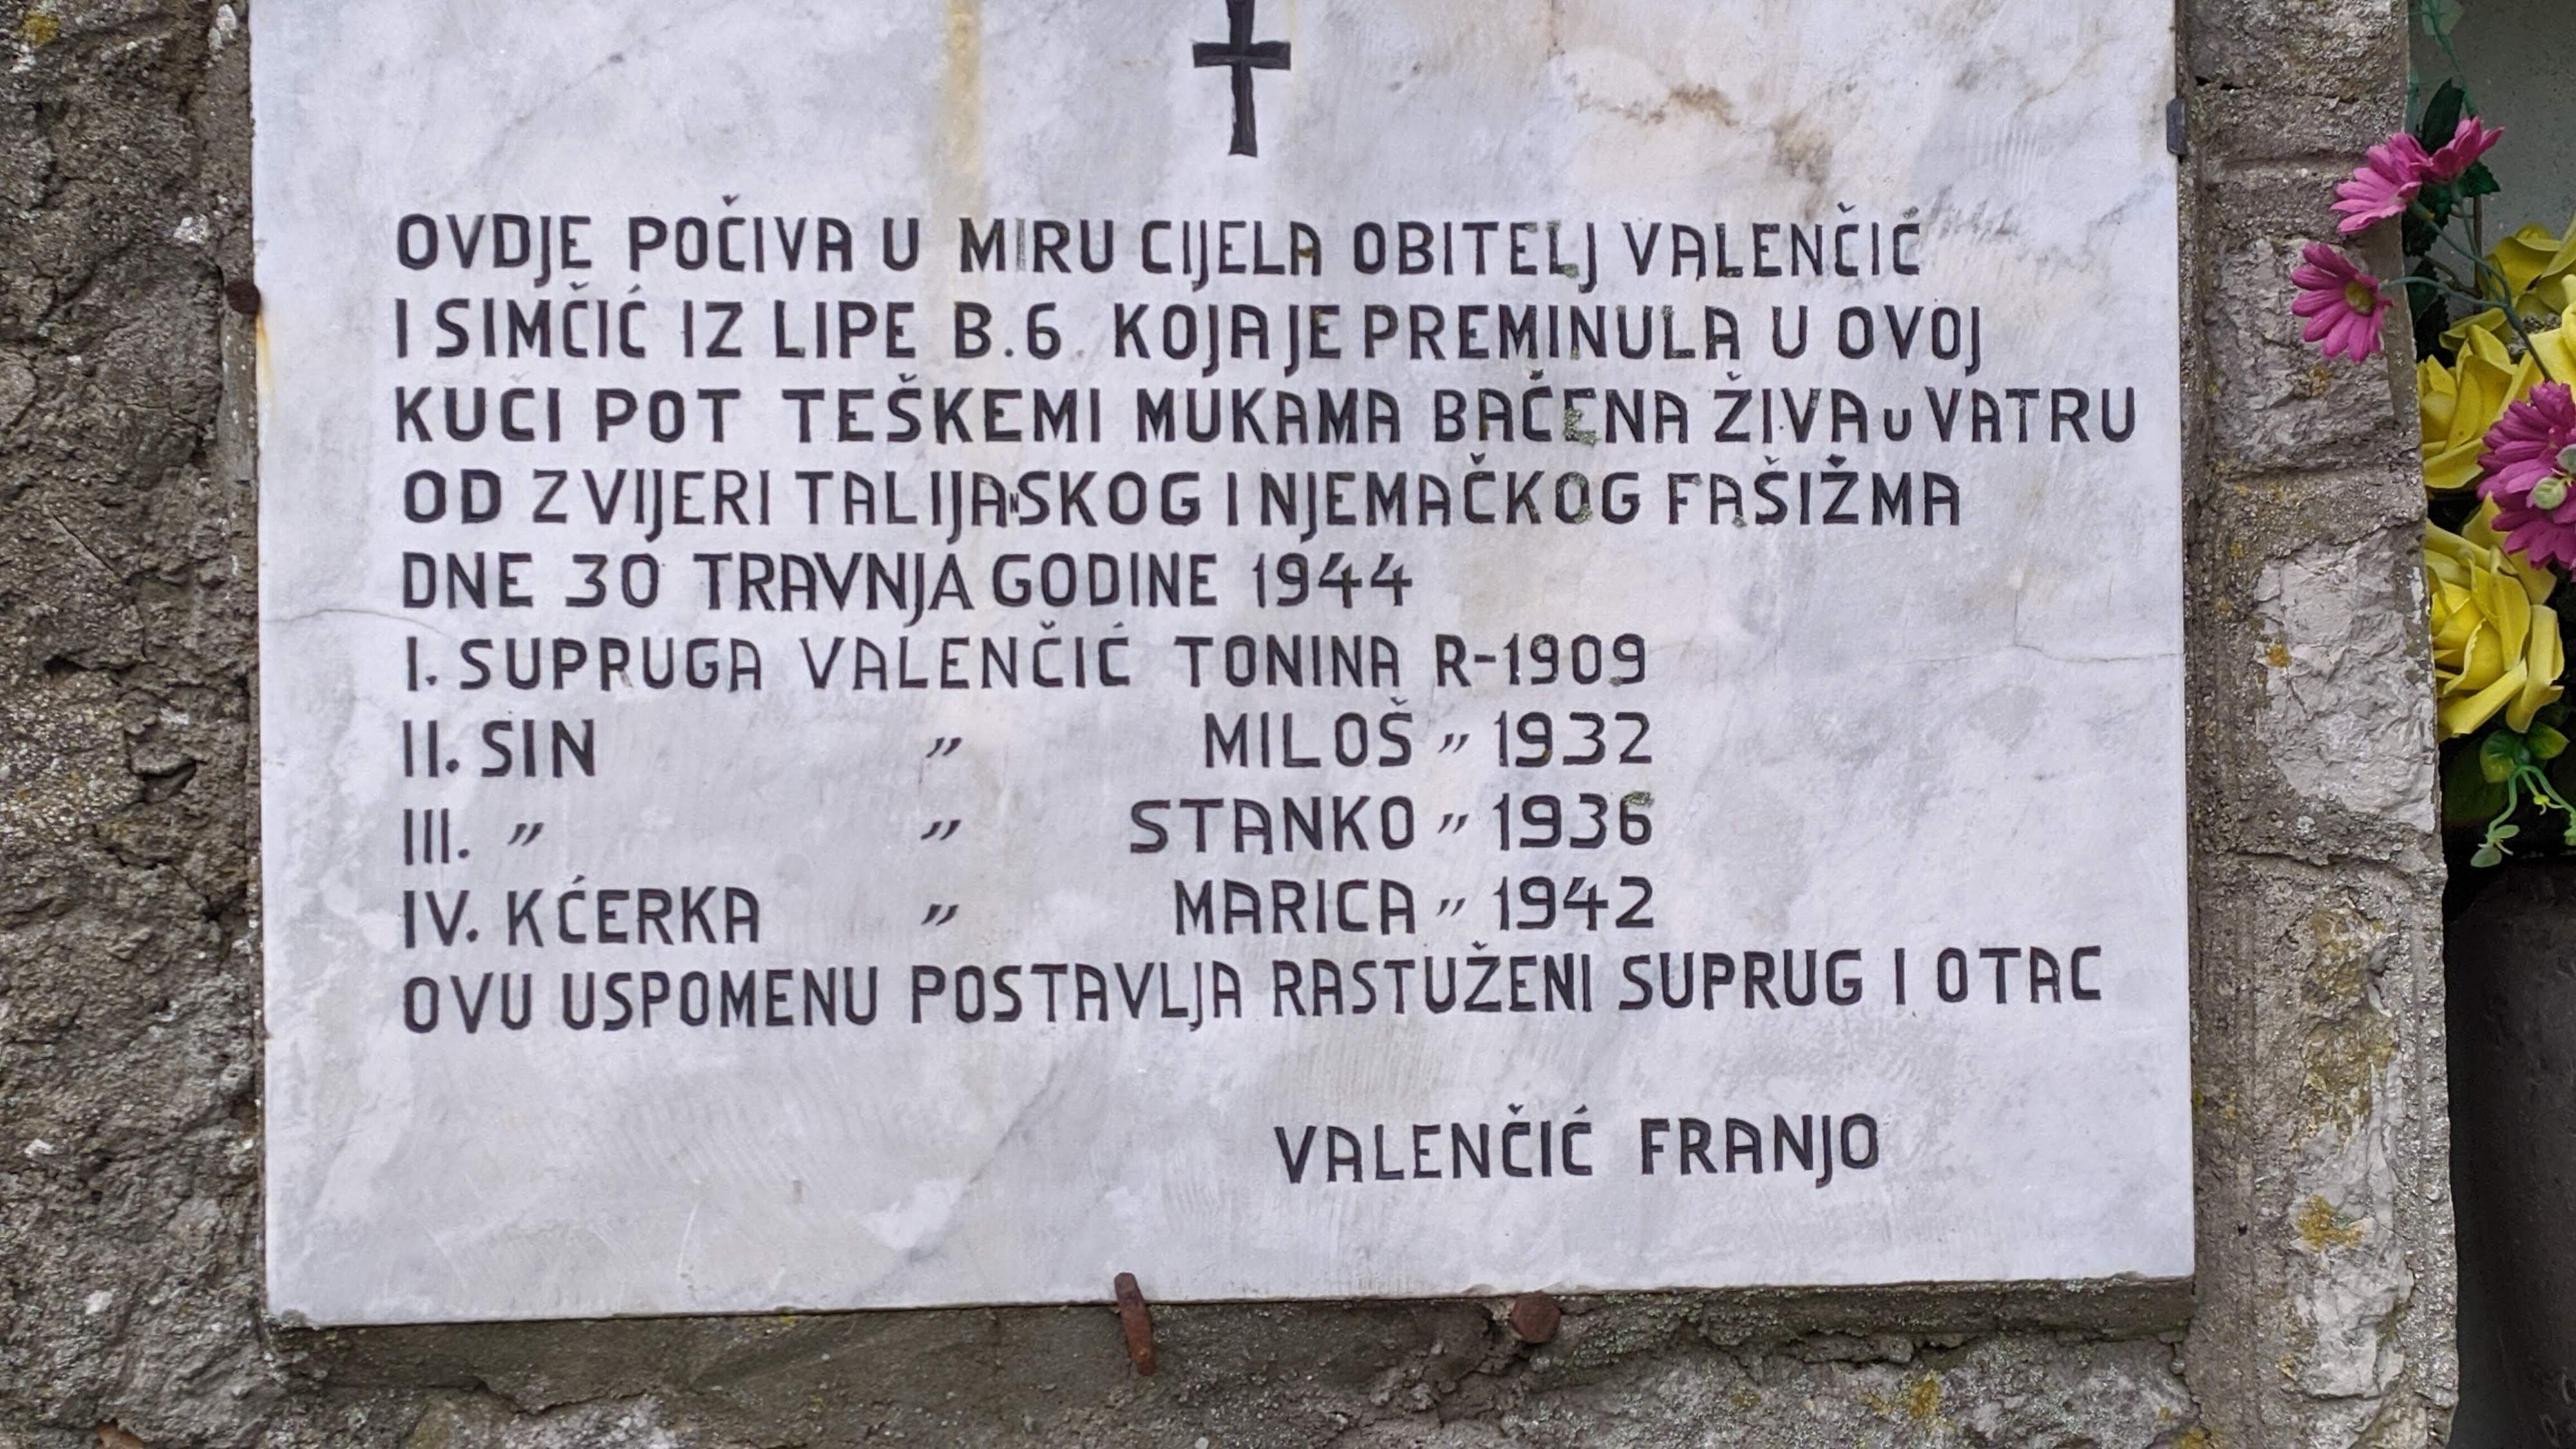 OVDJE POČIVA U MIRU CIJELA OBITELJ VALENČIĆ
I SIMČIĆ IZ LIPE B.6 KOJA JE PREMINULA U OVOJ
KUCI POT TEŠKEMI MUKAMA BAČENA ŽIVA u VATRU
OD ZVIJERI TALIJANSKOG I NJEMAČKOG FAŠIŽMA
DNE 30 TRAVNJA GODINE 1944
I. SUPRUGA VALENČIĆ TONINA R-1909
II. SIN " MILOŠ " 1932
III. " " STANKO " 1936
IV. KĆERKA " MARICA " 1942
OVU USPOMENU POSTAVLJA RASTUŽENI SUPRUG I OTAC
VALENČIĆ FRANJO